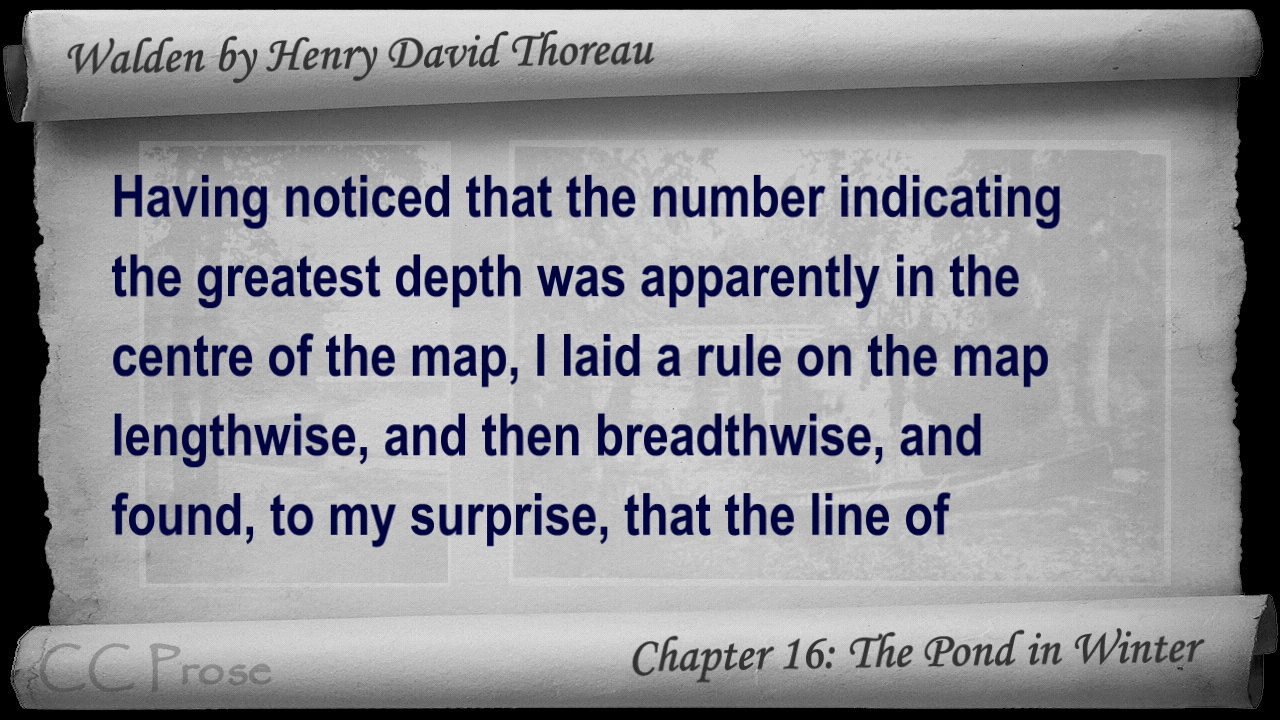 Walden by Henry David Thoreau
Having noticed that the number indicating
the greatest depth was apparently in the
centre of the map, I laid a rule on the map
lengthwise, and then breadthwise, and
found, to my surprise, that the line of
CC Prose
Chapter 16: The Pond in Winter